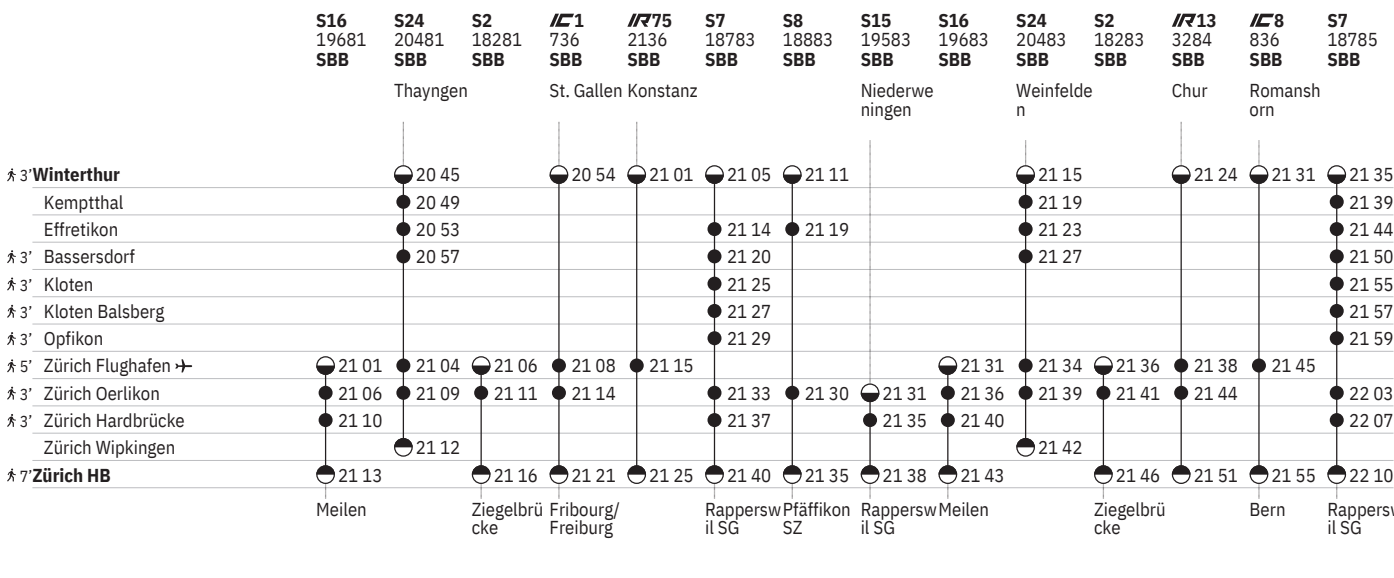 S16 S24 S2 IC1 IR75 S7 S8 S15 S16 S24 S2 IR13 IC8 S7
19681 20481 18281 736 2136 18783 18883 19583 19683 20483 18283 3284 836 18785
SBB SBB SBB SBB SBB SBB SBB SBB SBB SBB SBB SBB SBB SBB
Thayngen St. Gallen Konstanz Niederwe Weinfelde Chur Romansh
ningen n orn
3' Winterthur 20 45 20 54 21 01 21 05 21 11 21 15 21 24 21 31 21 35
Kemptthal 20 49 21 19 21 39
Effretikon 20 53 21 14 21 19 21 23 21 44
3' Bassersdorf 20 57 21 20 21 27 21 50
3' Kloten 21 25 21 55
3' Kloten Balsberg 21 27 21 57
3' Opfikon 21 29 21 59
5' Zürich Flughafen 21 01 21 04 21 06 21 08 21 15 21 31 21 34 21 36 21 38 21 45
3' Zürich Oerlikon 21 06 21 09 21 11 21 14 21 33 21 30 21 31 21 36 21 39 21 41 21 44 22 03
3' Zürich Hardbrücke 21 10 21 37 21 35 21 40 22 07
Zürich Wipkingen 21 12 21 42
7' Zürich HB 21 13 21 16 21 21 21 25 21 40 21 35 21 38 21 43 21 46 21 51 21 55 22 10
Meilen Ziegelbrü Fribourg/ Rappersw Pfäffikon Rappersw Meilen Ziegelbrü Bern Rappersw
cke Freiburg il SG SZ il SG cke il SG